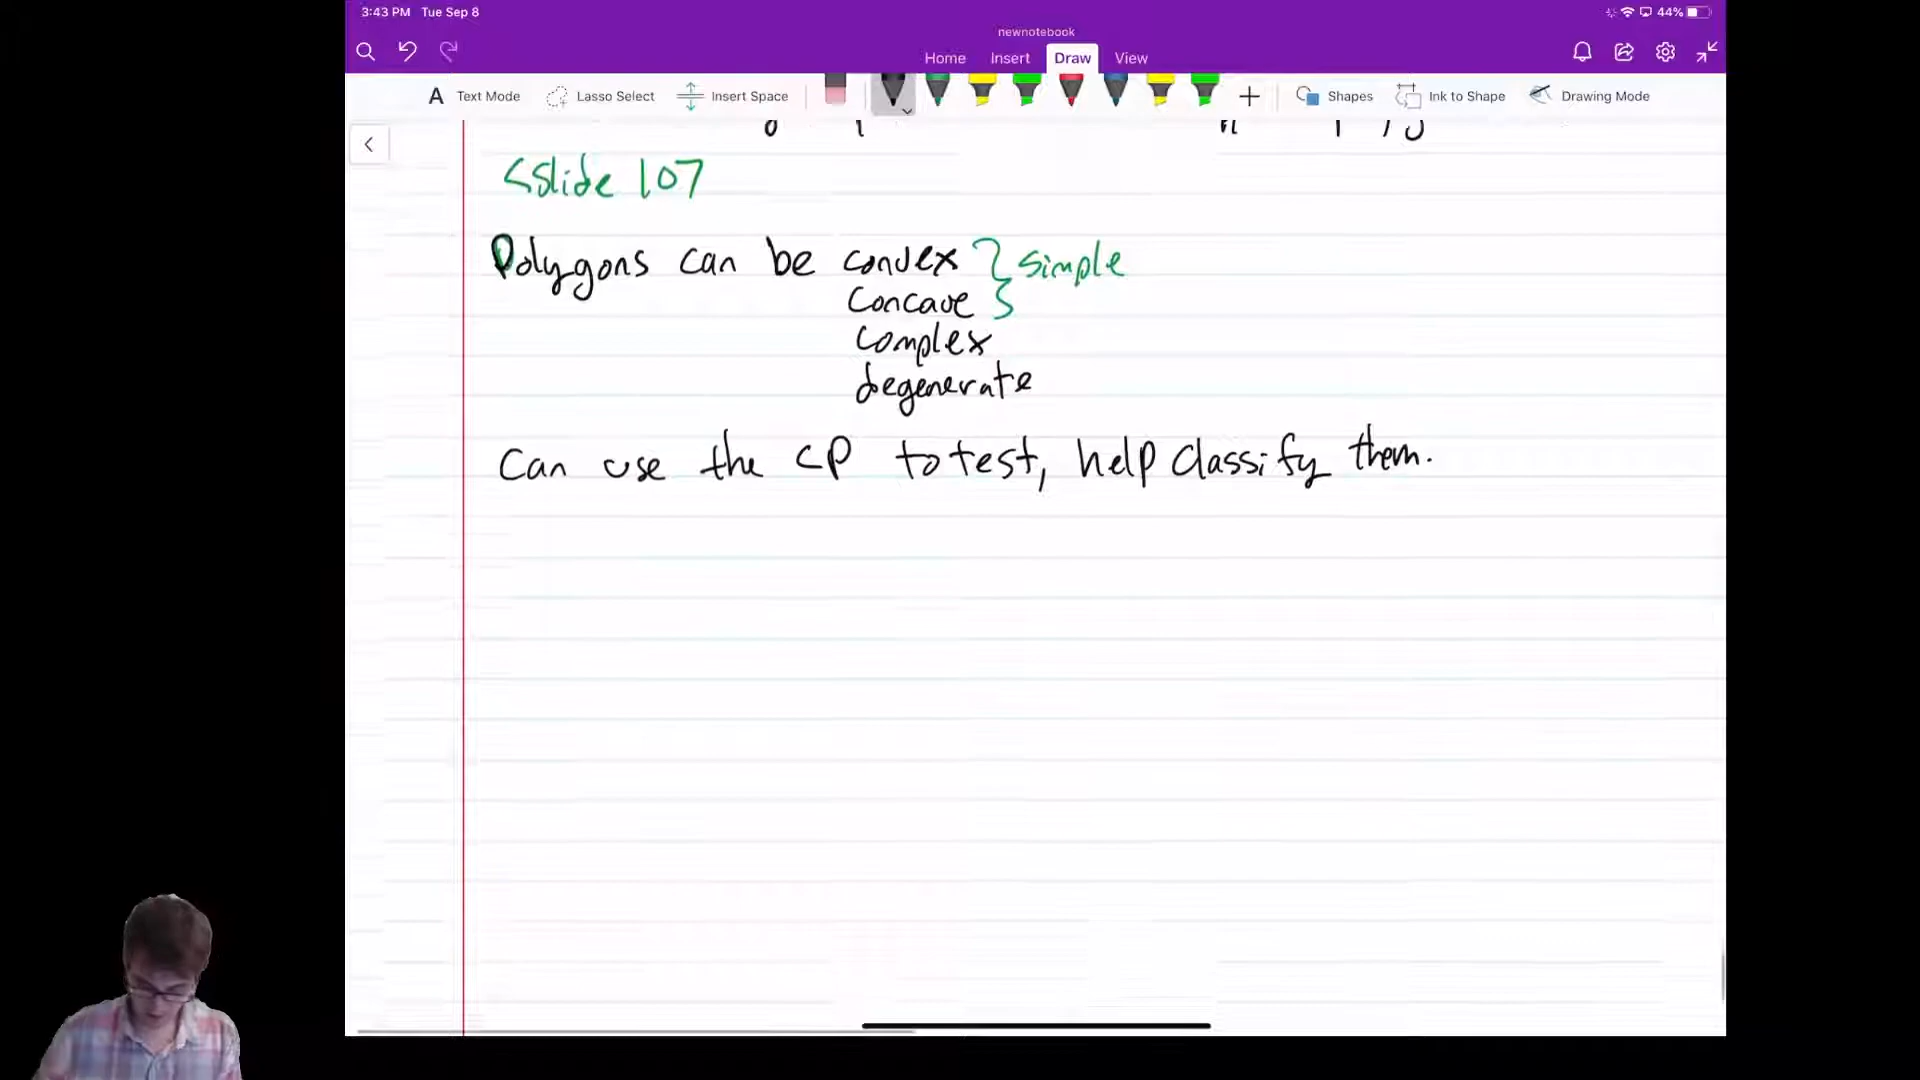 3:43 PM Tue Sep 8
44%
newnotebook
Home Insert Draw View
A Text Mode Lasso Select Insert Space Shapes Ink to Shape Drawing Mode
<Slide 107
Polygons can be convex } simple
concave
complex
degenerate
Can use the CP to test, help classify them.